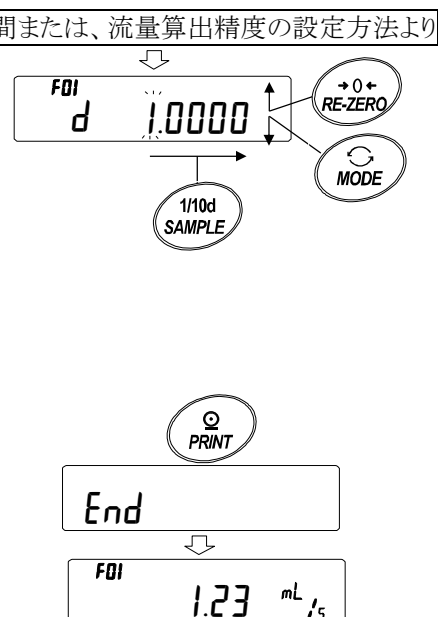 間または、流量算出精度の設定方法より
F01
d 1.0000
→0←
RE-ZERO
MODE
1/10d
SAMPLE
PRINT
End
F01
1.23 mL/s